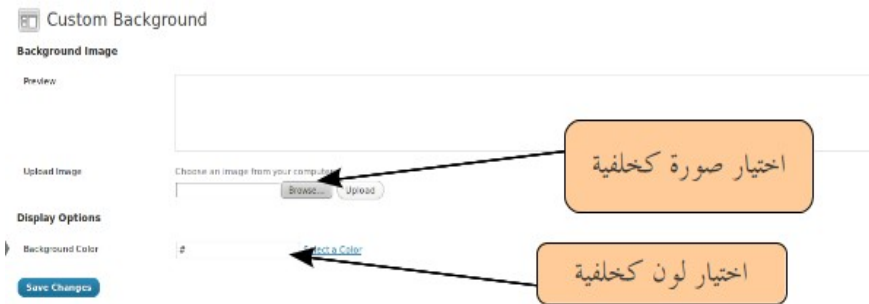 Custom Background
Background Image
Preview
اختيار صورة كخلفية
Upload Image
Choose an image from your computer
Browse... Upload
Display Options
Background Color # Select a Color
اختيار لون كخلفية
Save Changes